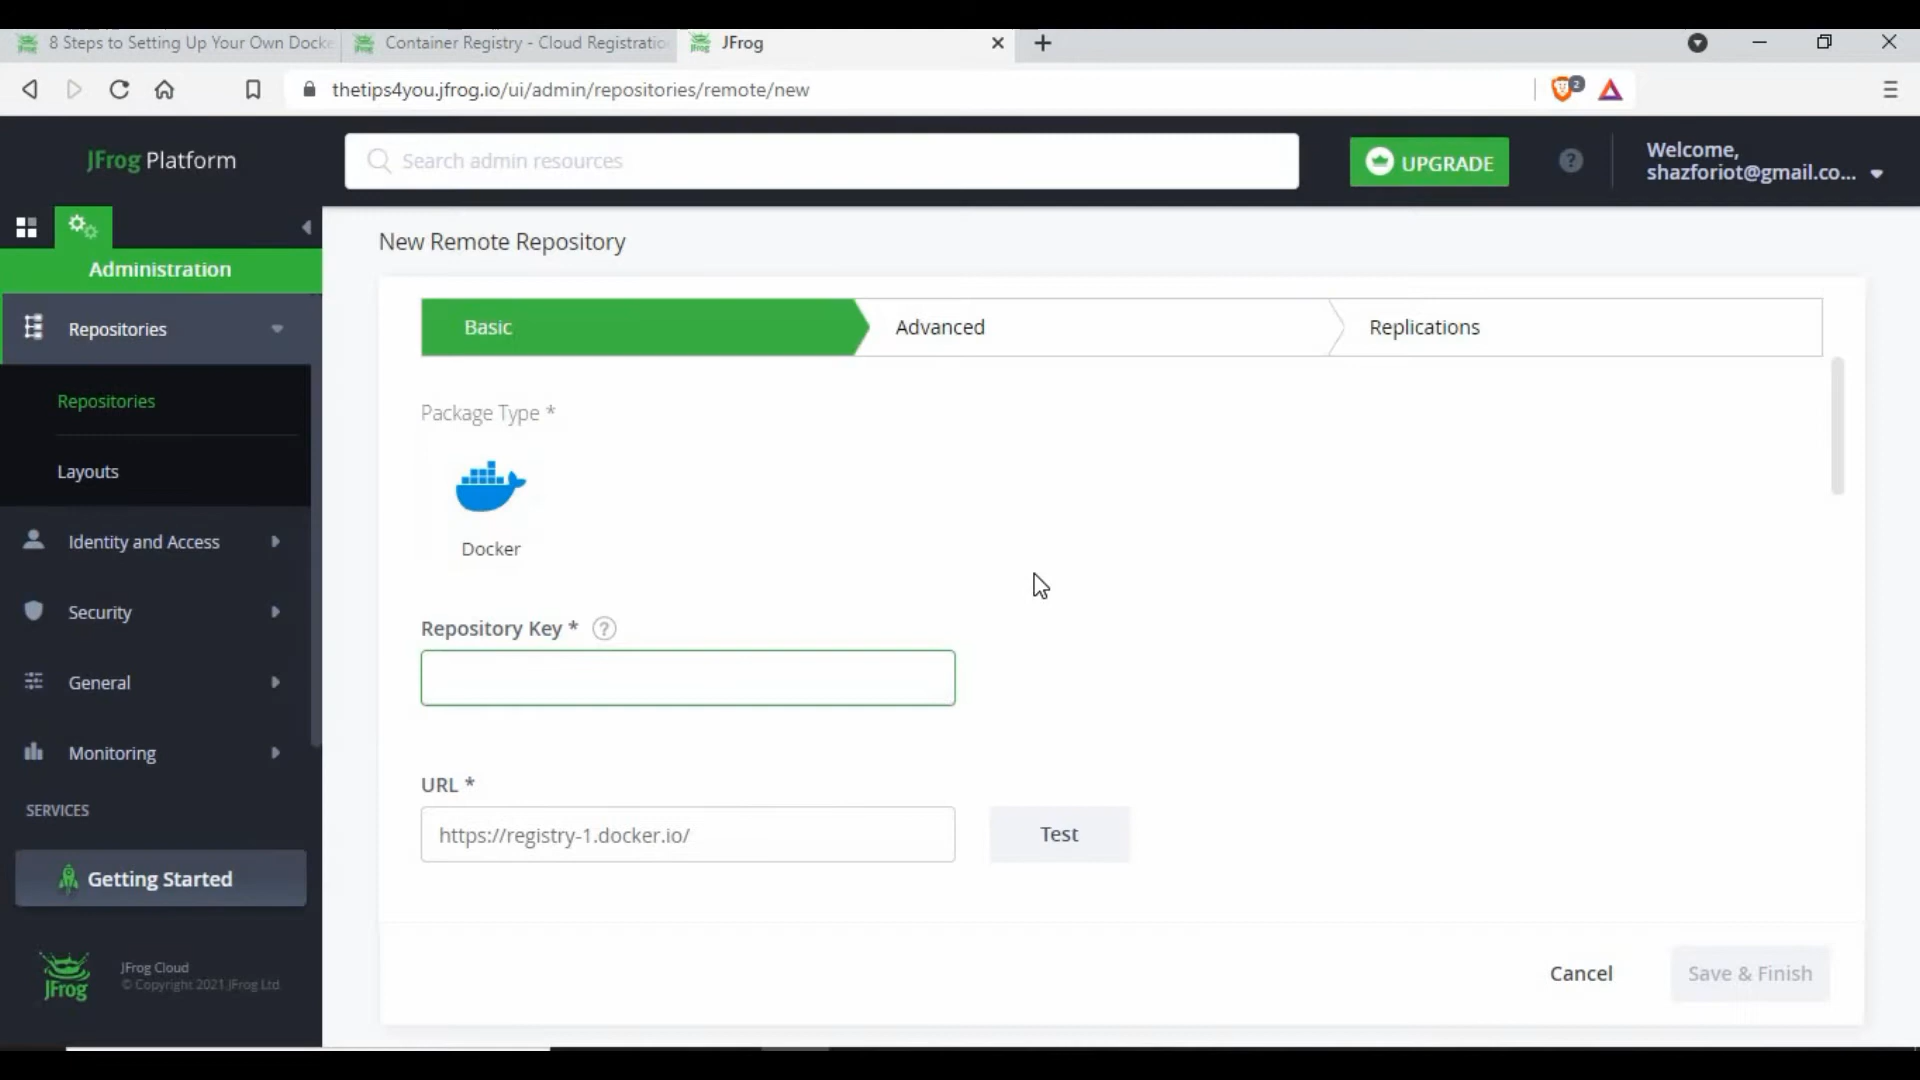 8 Steps to Setting Up Your Own Docke
Container Registry - Cloud Registratio
JFrog
thetips4you.jfrog.io/ui/admin/repositories/remote/new
2
JFrog Platform
Search admin resources
UPGRADE
?
Welcome,
shazforiot@gmail.co...
Administration
Repositories
Repositories
Layouts
Identity and Access
Security
General
Monitoring
SERVICES
Getting Started
JFrog
JFrog Cloud
© Copyright 2021 JFrog Ltd
New Remote Repository
Basic
Advanced
Replications
Package Type *
Docker
Repository Key *
?
URL *
https://registry-1.docker.io/
Test
Cancel
Save & Finish